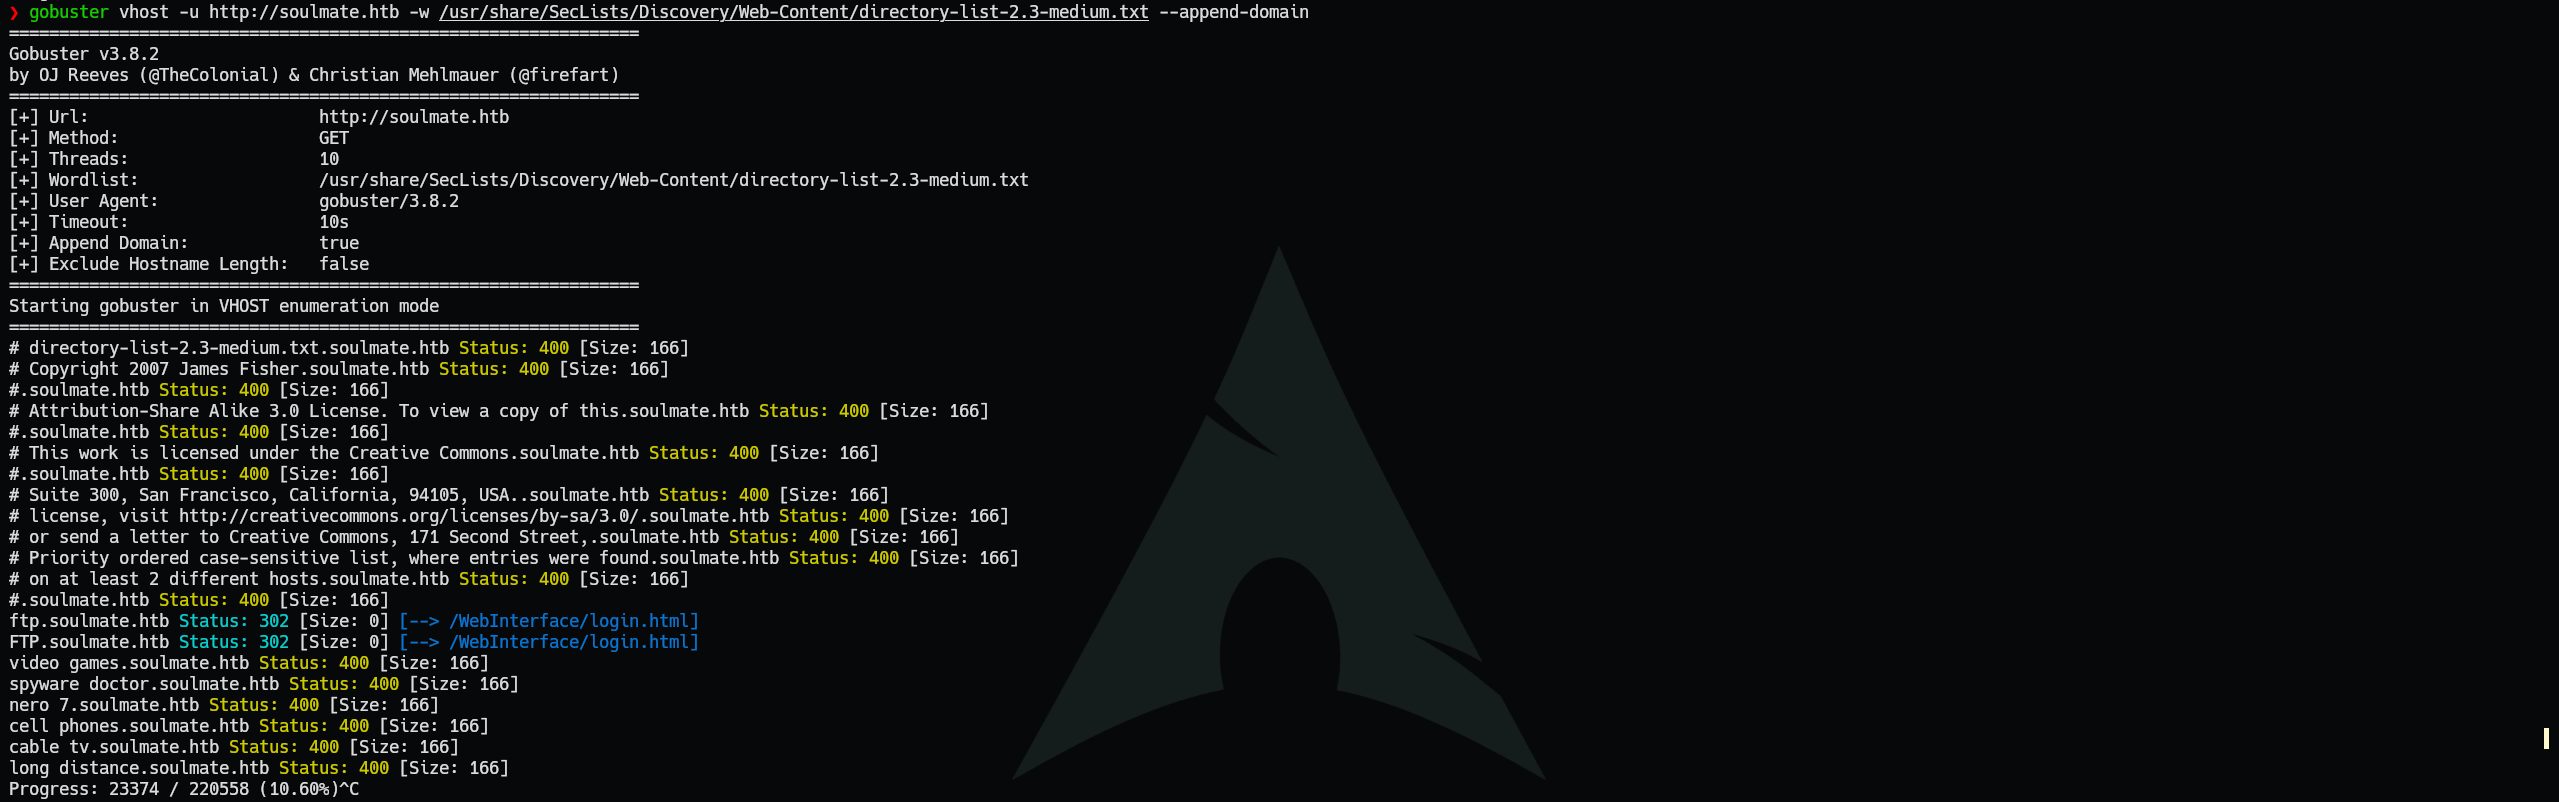 ❯ gobuster vhost -u http://soulmate.htb -w /usr/share/SecLists/Discovery/Web-Content/directory-list-2.3-medium.txt --append-domain
===============================================================
Gobuster v3.8.2
by OJ Reeves (@TheColonial) & Christian Mehlmauer (@firefart)
===============================================================
[+] Url:                       http://soulmate.htb
[+] Method:                    GET
[+] Threads:                   10
[+] Wordlist:                  /usr/share/SecLists/Discovery/Web-Content/directory-list-2.3-medium.txt
[+] User Agent:                gobuster/3.8.2
[+] Timeout:                   10s
[+] Append Domain:             true
[+] Exclude Hostname Length:   false
===============================================================
Starting gobuster in VHOST enumeration mode
===============================================================
# directory-list-2.3-medium.txt.soulmate.htb Status: 400 [Size: 166]
# Copyright 2007 James Fisher.soulmate.htb Status: 400 [Size: 166]
#.soulmate.htb Status: 400 [Size: 166]
# Attribution-Share Alike 3.0 License. To view a copy of this.soulmate.htb Status: 400 [Size: 166]
#.soulmate.htb Status: 400 [Size: 166]
# This work is licensed under the Creative Commons.soulmate.htb Status: 400 [Size: 166]
#.soulmate.htb Status: 400 [Size: 166]
# Suite 300, San Francisco, California, 94105, USA..soulmate.htb Status: 400 [Size: 166]
# license, visit http://creativecommons.org/licenses/by-sa/3.0/.soulmate.htb Status: 400 [Size: 166]
# or send a letter to Creative Commons, 171 Second Street,.soulmate.htb Status: 400 [Size: 166]
# Priority ordered case-sensitive list, where entries were found.soulmate.htb Status: 400 [Size: 166]
# on at least 2 different hosts.soulmate.htb Status: 400 [Size: 166]
#.soulmate.htb Status: 400 [Size: 166]
ftp.soulmate.htb Status: 302 [Size: 0] [--> /WebInterface/login.html]
FTP.soulmate.htb Status: 302 [Size: 0] [--> /WebInterface/login.html]
video games.soulmate.htb Status: 400 [Size: 166]
spyware doctor.soulmate.htb Status: 400 [Size: 166]
nero 7.soulmate.htb Status: 400 [Size: 166]
cell phones.soulmate.htb Status: 400 [Size: 166]
cable tv.soulmate.htb Status: 400 [Size: 166]
long distance.soulmate.htb Status: 400 [Size: 166]
Progress: 23374 / 220558 (10.60%)^C